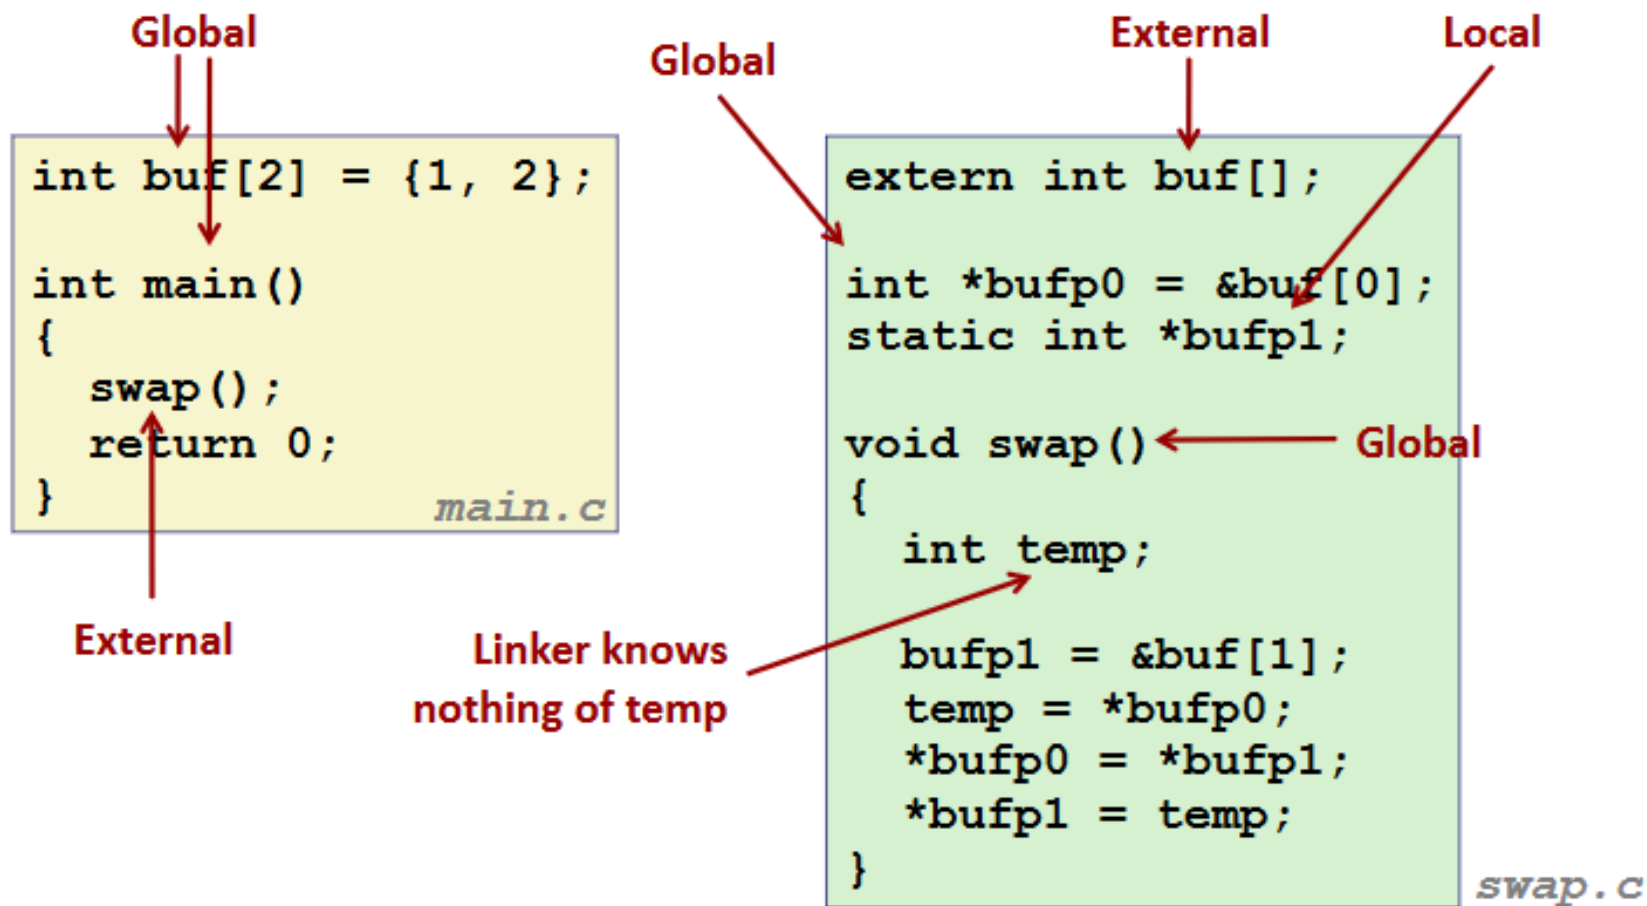 Global
int buf[2] = {1, 2};
int main()
{
  swap();
  return 0;
}
main.c
External
Global
External
Local
extern int buf[];
int *bufp0 = &buf[0];
static int *bufp1;
void swap()
Global
{
  int temp;
Linker knows
nothing of temp
  bufp1 = &buf[1];
  temp = *bufp0;
  *bufp0 = *bufp1;
  *bufp1 = temp;
}
swap.c